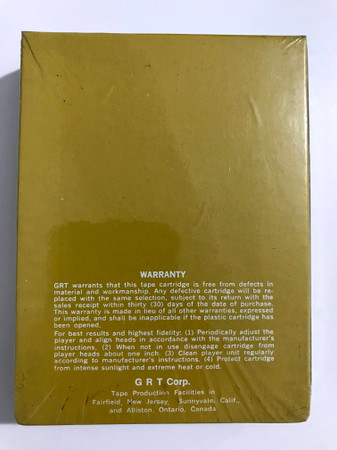 WARRANTY
GRT warrants that this tape cartridge is free from defects in
material and workmanship. Any defective cartridge will be re-
placed with the same selection, subject to its return with the
sales receipt within thirty (30) days of the date of purchase.
This warranty is made in lieu of all other warranties, expressed
or implied, and shall be inapplicable if the plastic cartridge has
been opened.
For best results and highest fidelity: (1) Periodically adjust the
player and align heads in accordance with the manufacturer's
instructions. (2) When not in use disengage cartridge from
player heads about one inch. (3) Clean player unit regularly
according to manufacturer's instructions. (4) Protect cartridge
from intense sunlight and extreme heat or cold.
G R T Corp.
Tape Production Facilities in
Fairfield, New Jersey, Sunnyvale, Calif.,
and Alliston, Ontario, Canada